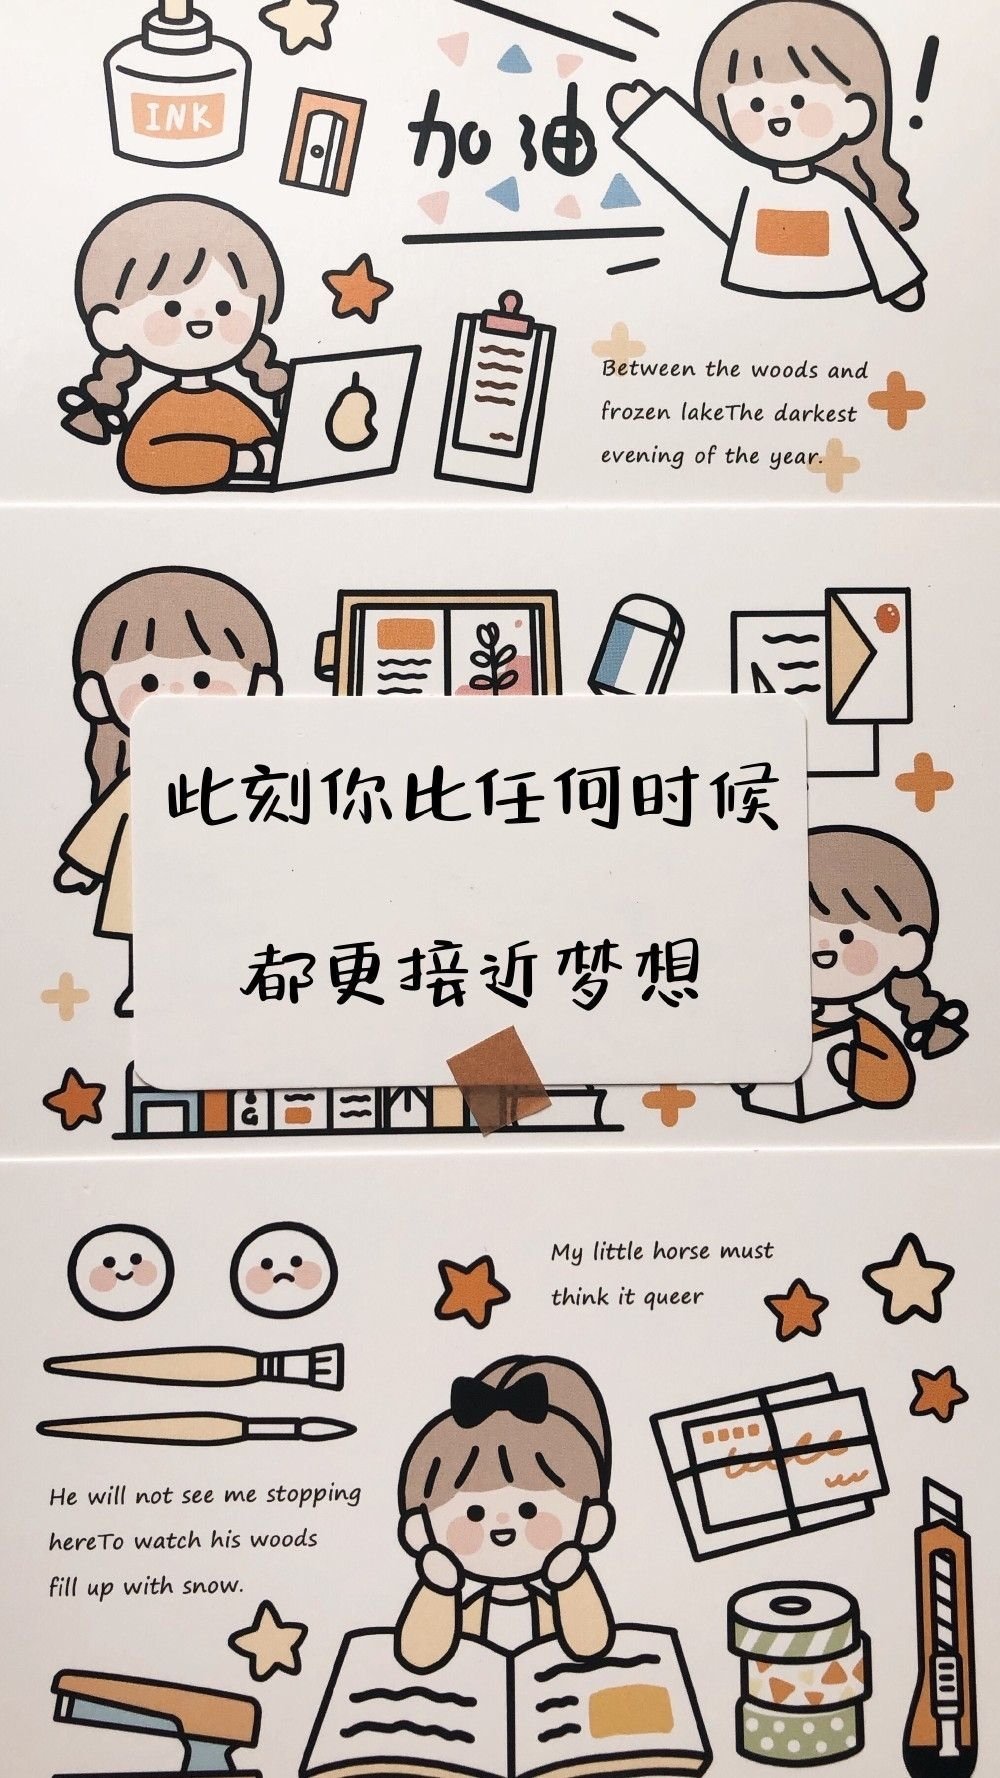 INK
加油
!
Between the woods and
frozen lakeThe darkest
evening of the year.
此刻你比任何时候
都更接近梦想
My little horse must
think it queer
He will not see me stopping
hereTo watch his woods
fill up with snow.